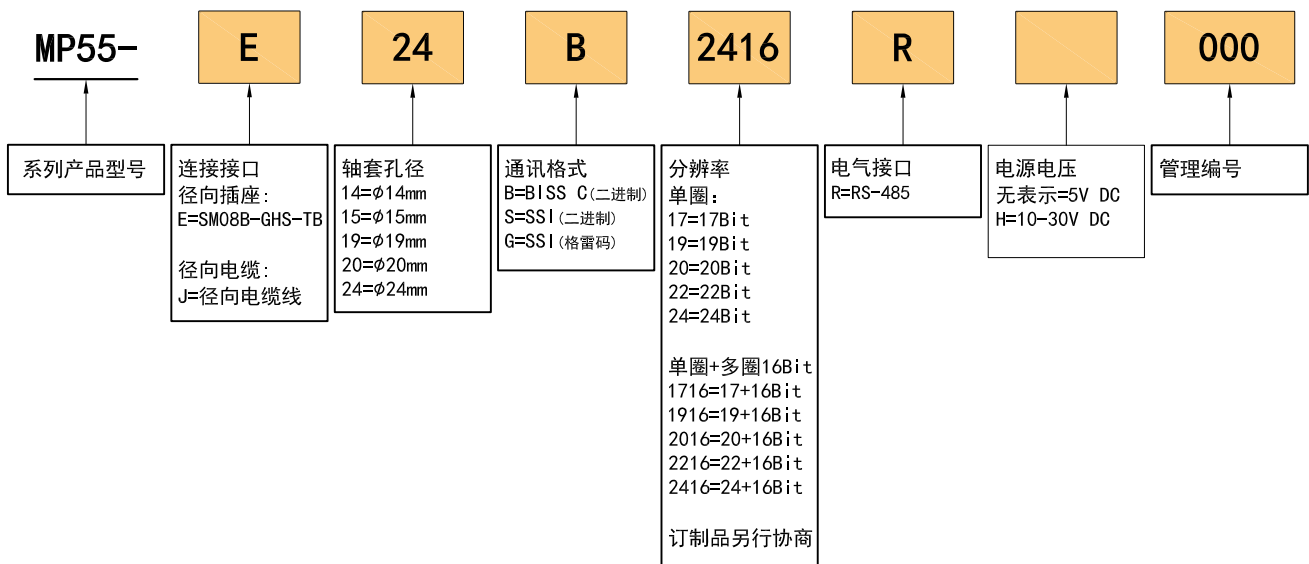 MP55-
E
24
B
2416
R
000
系列产品型号
连接接口
径向插座:
E=SM08B-GHS-TB
径向电缆:
J=径向电缆线
轴套孔径
14=ϕ14mm
15=ϕ15mm
19=ϕ19mm
20=ϕ20mm
24=ϕ24mm
通讯格式
B=BISS C(二进制)
S=SSI(二进制)
G=SSI(格雷码)
分辨率
单圈:
17=17Bit
19=19Bit
20=20Bit
22=22Bit
24=24Bit
单圈+多圈16Bit
1716=17+16Bit
1916=19+16Bit
2016=20+16Bit
2216=22+16Bit
2416=24+16Bit
订制品另行协商
电气接口
R=RS-485
电源电压
无表示=5V DC
H=10-30V DC
管理编号